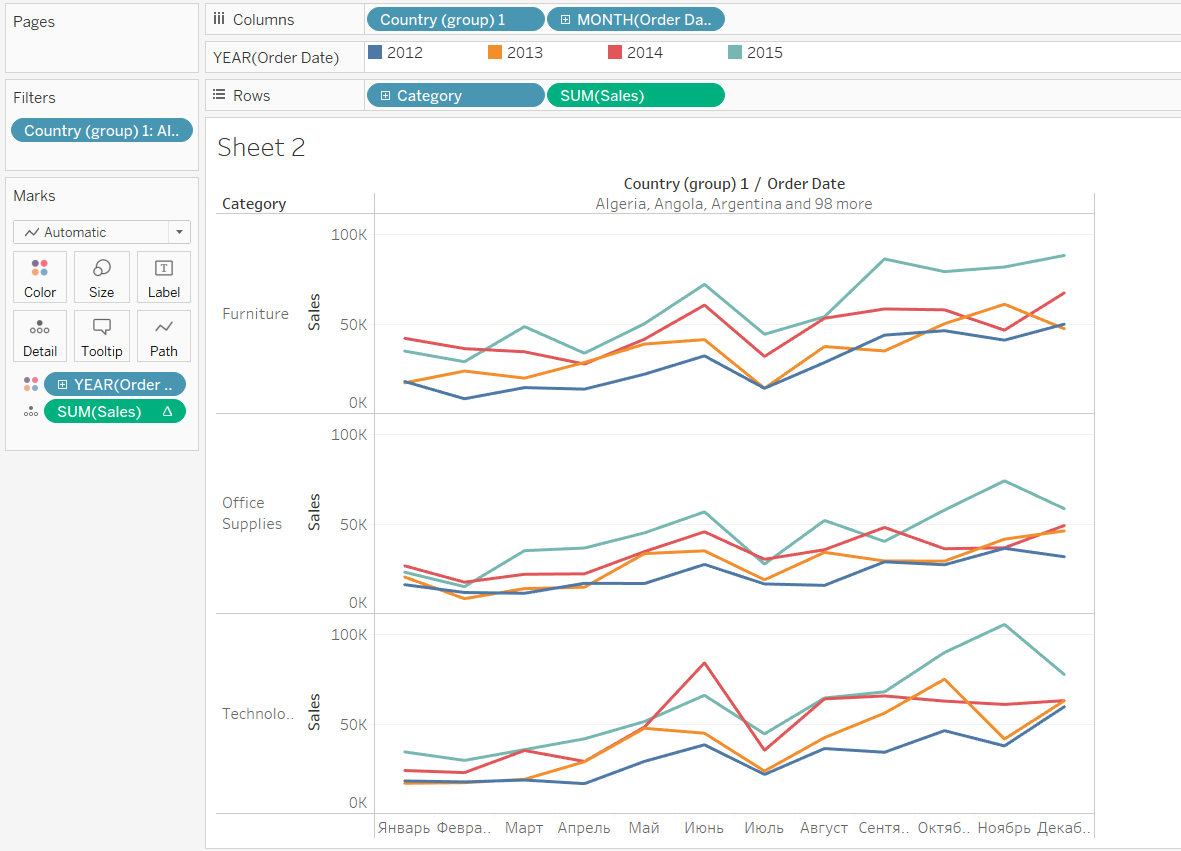 Pages
Columns
Country (group) 1
MONTH(Order Da..
YEAR(Order Date)
2012
2013
2014
2015
Filters
Country (group) 1: Al..
Rows
Category
SUM(Sales)
Marks
Automatic
Color
Size
Label
Detail
Tooltip
Path
YEAR(Order ..
SUM(Sales) Δ
Sheet 2
Country (group) 1 / Order Date
Category
Algeria, Angola, Argentina and 98 more
Furniture
Sales
100K
50K
0K
Office
Supplies
Sales
100K
50K
0K
Technolo..
Sales
100K
50K
0K
Январь Февра.. Март Апрель Май Июнь Июль Август Сентя.. Октяб.. Ноябрь Декаб..